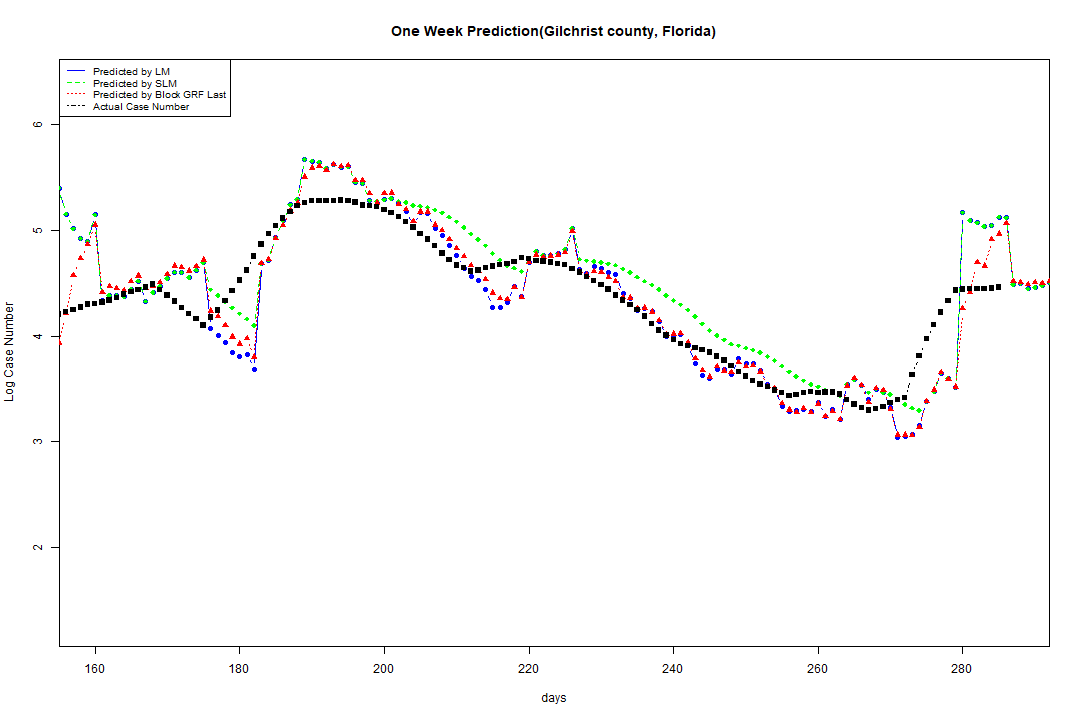 One Week Prediction(Gilchrist county, Florida)
Predicted by LM
Predicted by SLM
Predicted by Block GRF Last
Actual Case Number
6
5
4
3
2
Log Case Number
160 180 200 220 240 260 280
days